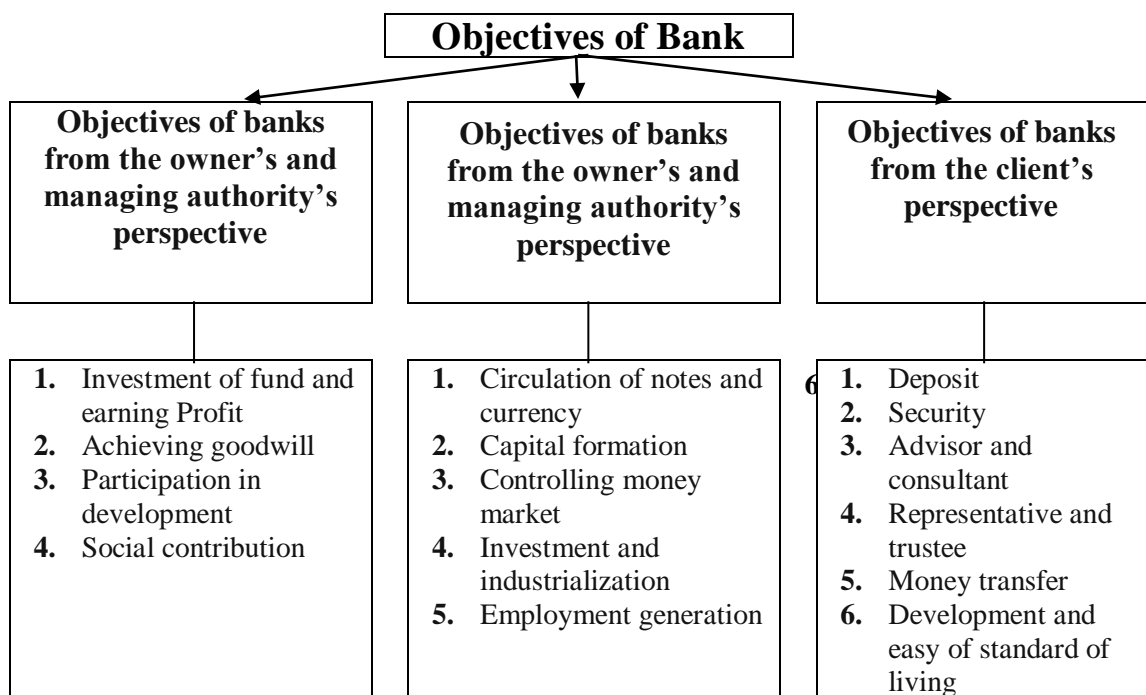 Objectives of Bank
Objectives of banks
from the owner's and
managing authority's
perspective
Objectives of banks
from the owner's and
managing authority's
perspective
Objectives of banks
from the client's
perspective
1. Investment of fund and
earning Profit
2. Achieving goodwill
3. Participation in
development
4. Social contribution
1. Circulation of notes and
currency
2. Capital formation
3. Controlling money
market
4. Investment and
industrialization
5. Employment generation
6
1. Deposit
2. Security
3. Advisor and
consultant
4. Representative and
trustee
5. Money transfer
6. Development and
easy of standard of
living